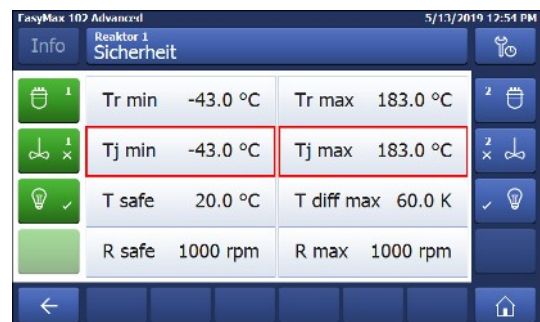 EasyMax 102 Advanced 5/13/2019 12:54 PM
Info
Reaktor 1
Sicherheit
1 Tr min -43.0 °C Tr max 183.0 °C 2
1 Tj min -43.0 °C Tj max 183.0 °C 2
T safe 20.0 °C T diff max 60.0 K
R safe 1000 rpm R max 1000 rpm